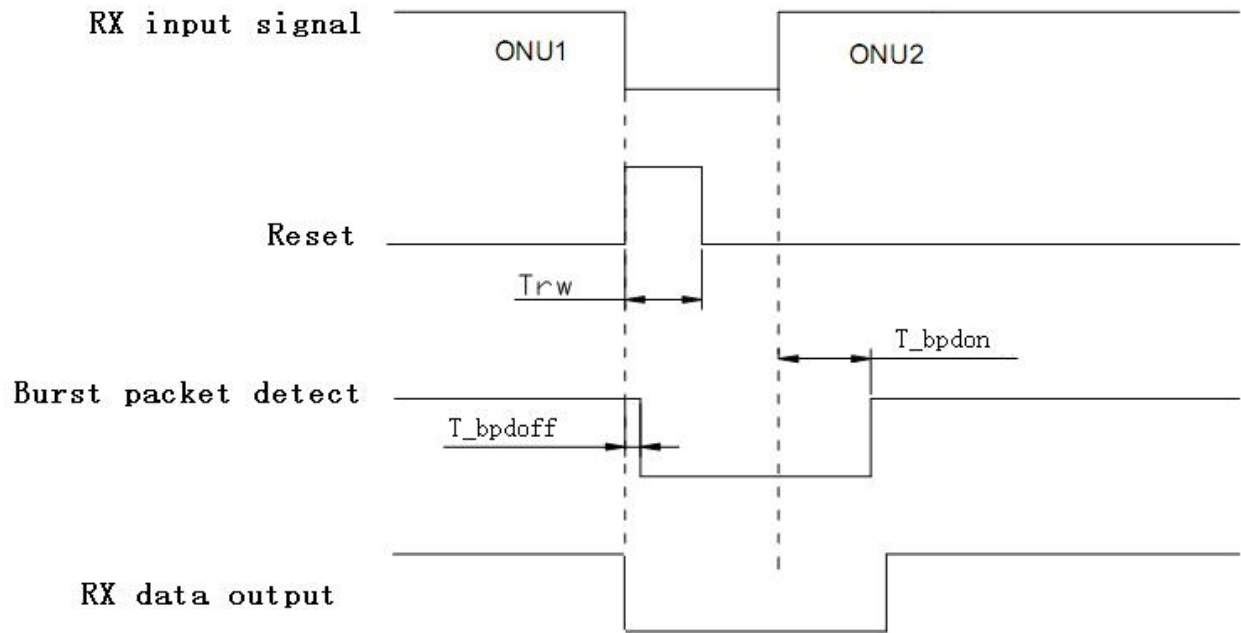 RX input signal
ONU1
ONU2
Reset
Trw
T_bpdon
Burst packet detect
T_bpdoff
RX data output